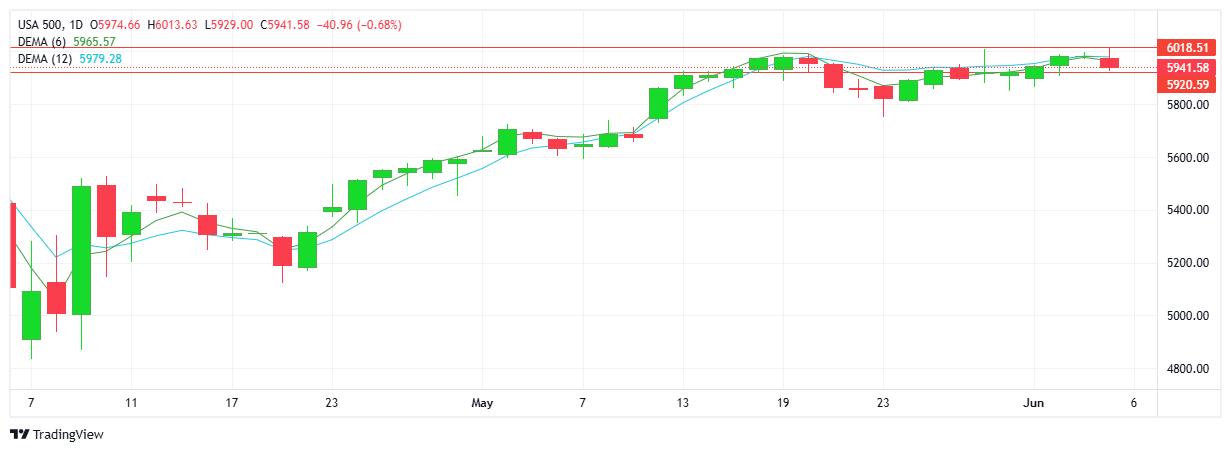 USA 500, 1D O5974.66 H6013.63 L5929.00 C5941.58 −40.96 (−0.68%)
DEMA (6) 5965.57
DEMA (12) 5979.28
6018.51
5941.58
5920.59
5800.00
5600.00
5400.00
5200.00
5000.00
4800.00
7 11 17 23 May 7 13 19 23 Jun 6
TradingView